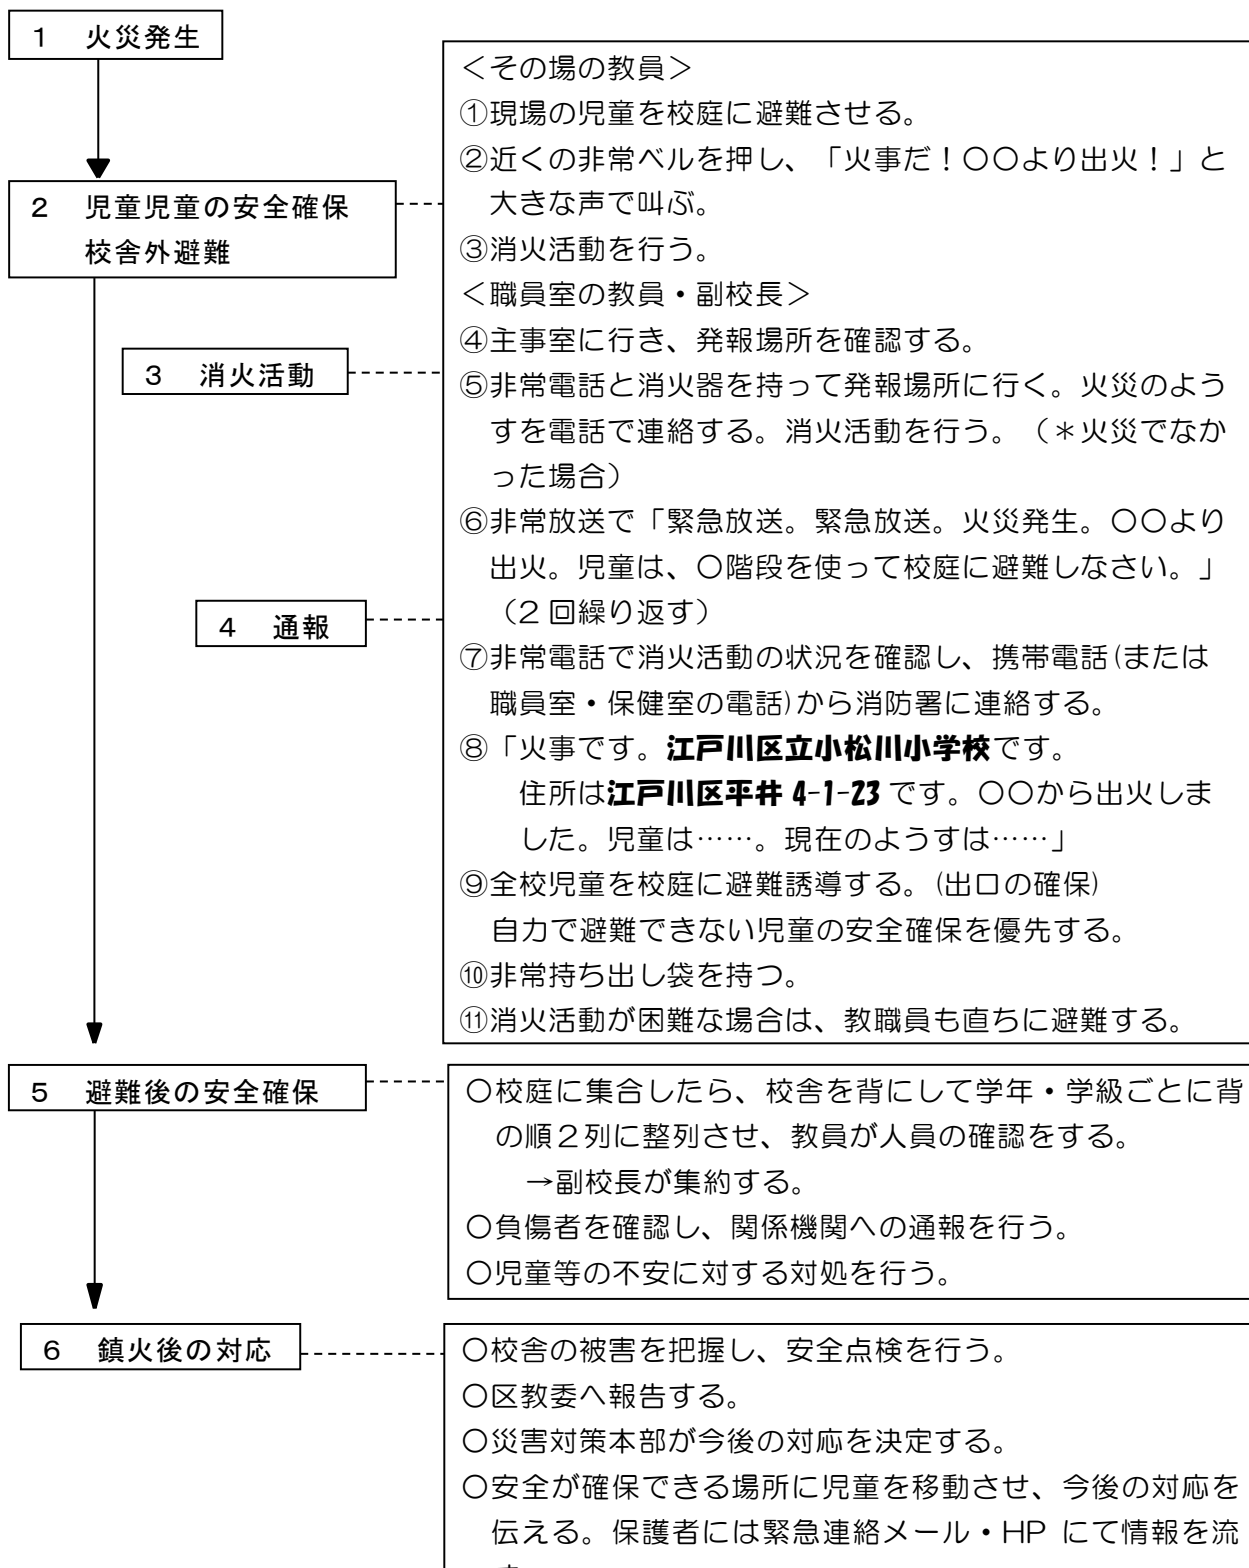 1 火災発生
2 児童児童の安全確保
校舎外避難
3 消火活動
4 通報
＜その場の教員＞
①現場の児童を校庭に避難させる。
②近くの非常ベルを押し、「火事だ！〇〇より出火！」と
大きな声で叫ぶ。
③消火活動を行う。
＜職員室の教員・副校長＞
④主事室に行き、発報場所を確認する。
⑤非常電話と消火器を持って発報場所に行く。火災のよう
すを電話で連絡する。消火活動を行う。（＊火災でなか
った場合）
⑥非常放送で「緊急放送。緊急放送。火災発生。〇〇より
出火。児童は、〇階段を使って校庭に避難しなさい。」
（2回繰り返す）
⑦非常電話で消火活動の状況を確認し、携帯電話(または
職員室・保健室の電話)から消防署に連絡する。
⑧「火事です。江戸川区立小松川小学校です。
住所は江戸川区平井 4-1-23 です。〇〇から出火しま
した。児童は……。現在のようすは……」
⑨全校児童を校庭に避難誘導する。(出口の確保)
自力で避難できない児童の安全確保を優先する。
⑩非常持ち出し袋を持つ。
⑪消火活動が困難な場合は、教職員も直ちに避難する。
5 避難後の安全確保
〇校庭に集合したら、校舎を背にして学年・学級ごとに背
の順２列に整列させ、教員が人員の確認をする。
→副校長が集約する。
〇負傷者を確認し、関係機関への通報を行う。
〇児童等の不安に対する対処を行う。
6 鎮火後の対応
〇校舎の被害を把握し、安全点検を行う。
〇区教委へ報告する。
〇災害対策本部が今後の対応を決定する。
〇安全が確保できる場所に児童を移動させ、今後の対応を
伝える。保護者には緊急連絡メール・HP にて情報を流